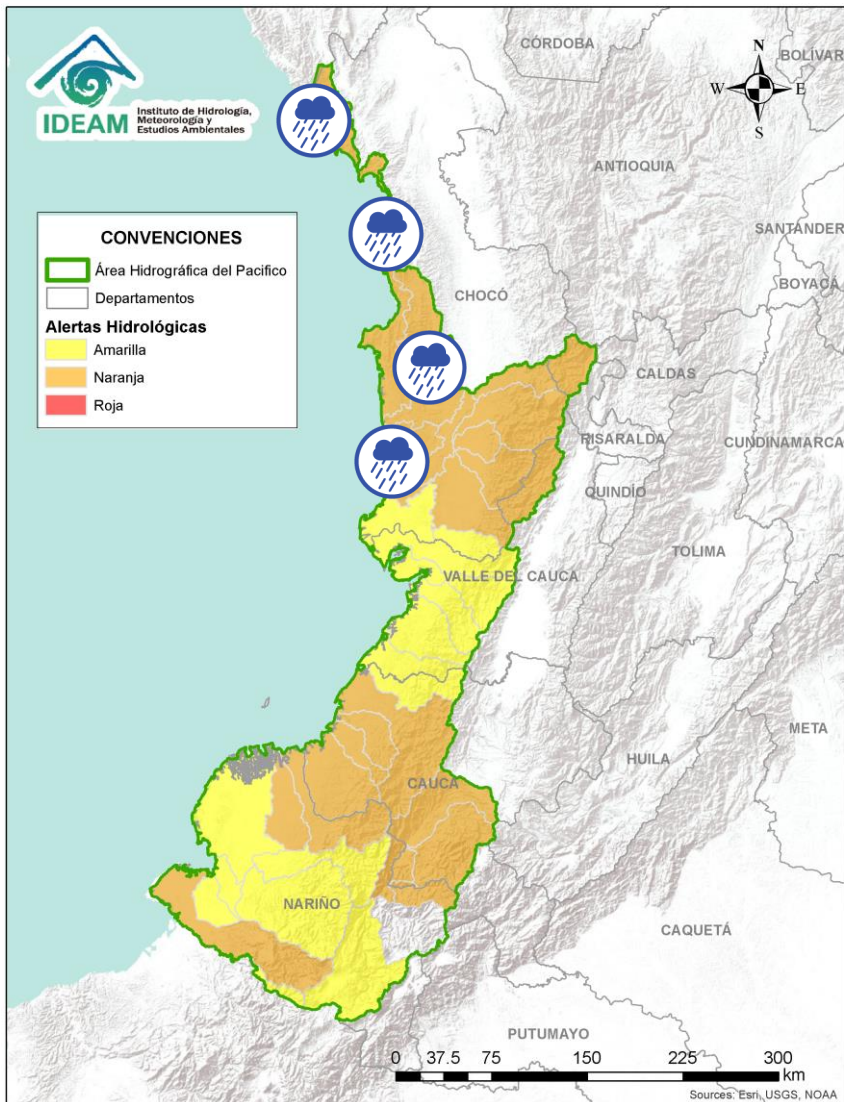 IDEAM
Instituto de Hidrología,
Meteorología y
Estudios Ambientales
CÓRDOBA
BOLÍVAR
N
W
E
S
ANTIOQUIA
SANTANDER
BOYACÁ
CONVENCIONES
Área Hidrográfica del Pacifico
Departamentos
Alertas Hidrológicas
Amarilla
Naranja
Roja
CHOCÓ
CALDAS
RISARALDA
CUNDINAMARCA
QUINDÍO
TOLIMA
VALLE DEL CAUCA
META
HUILA
CAUCA
NARIÑO
CAQUETÁ
PUTUMAYO
0 37.5 75 150 225 300
km
Sources: Esri, USGS, NOAA